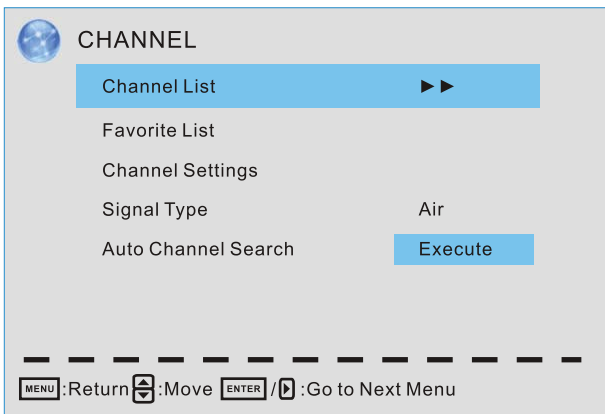 CHANNEL
Channel List ►►
Favorite List
Channel Settings
Signal Type Air
Auto Channel Search Execute
MENU:Return :Move ENTER/ :Go to Next Menu